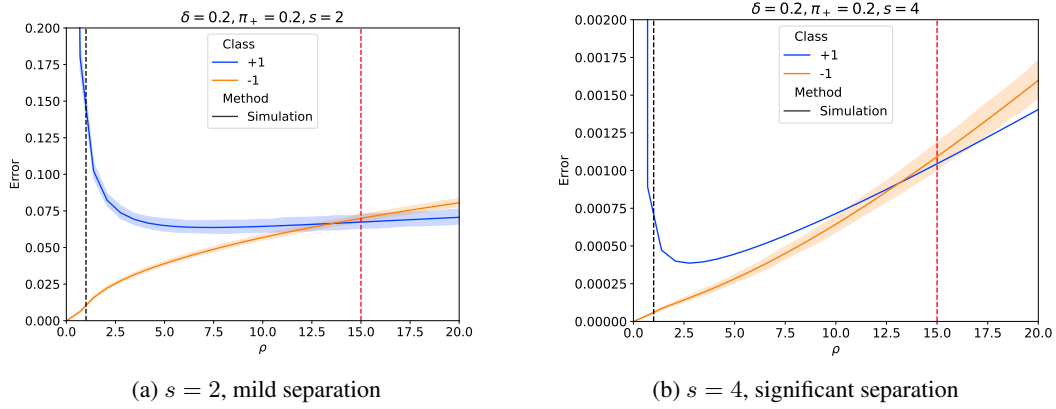 δ = 0.2, π₊ = 0.2, s = 2
0.200
0.175
0.150
0.125
0.100
0.075
0.050
0.025
0.000
Error
Class
+1
-1
Method
Simulation
0.0 2.5 5.0 7.5 10.0 12.5 15.0 17.5 20.0
ρ
(a) s = 2, mild separation
δ = 0.2, π₊ = 0.2, s = 4
0.00200
0.00175
0.00150
0.00125
0.00100
0.00075
0.00050
0.00025
0.00000
Error
Class
+1
-1
Method
Simulation
0.0 2.5 5.0 7.5 10.0 12.5 15.0 17.5 20.0
ρ
(b) s = 4, significant separation